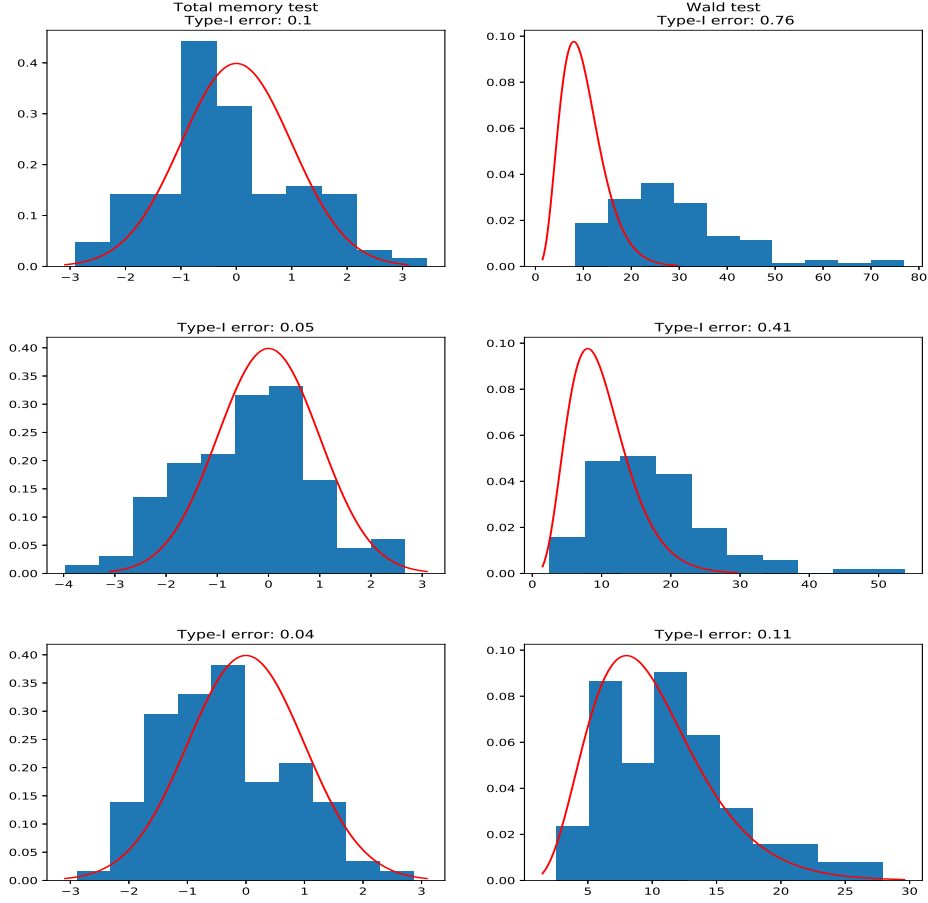 Total memory test
Type-I error: 0.1
0.4
0.3
0.2
0.1
0.0
−3 −2 −1 0 1 2 3
Wald test
Type-I error: 0.76
0.10
0.08
0.06
0.04
0.02
0.00
0 10 20 30 40 50 60 70 80
Type-I error: 0.05
0.40
0.35
0.30
0.25
0.20
0.15
0.10
0.05
0.00
−4 −3 −2 −1 0 1 2 3
Type-I error: 0.41
0.10
0.08
0.06
0.04
0.02
0.00
0 10 20 30 40 50
Type-I error: 0.04
0.40
0.35
0.30
0.25
0.20
0.15
0.10
0.05
0.00
−3 −2 −1 0 1 2 3
Type-I error: 0.11
0.10
0.08
0.06
0.04
0.02
0.00
5 10 15 20 25 30